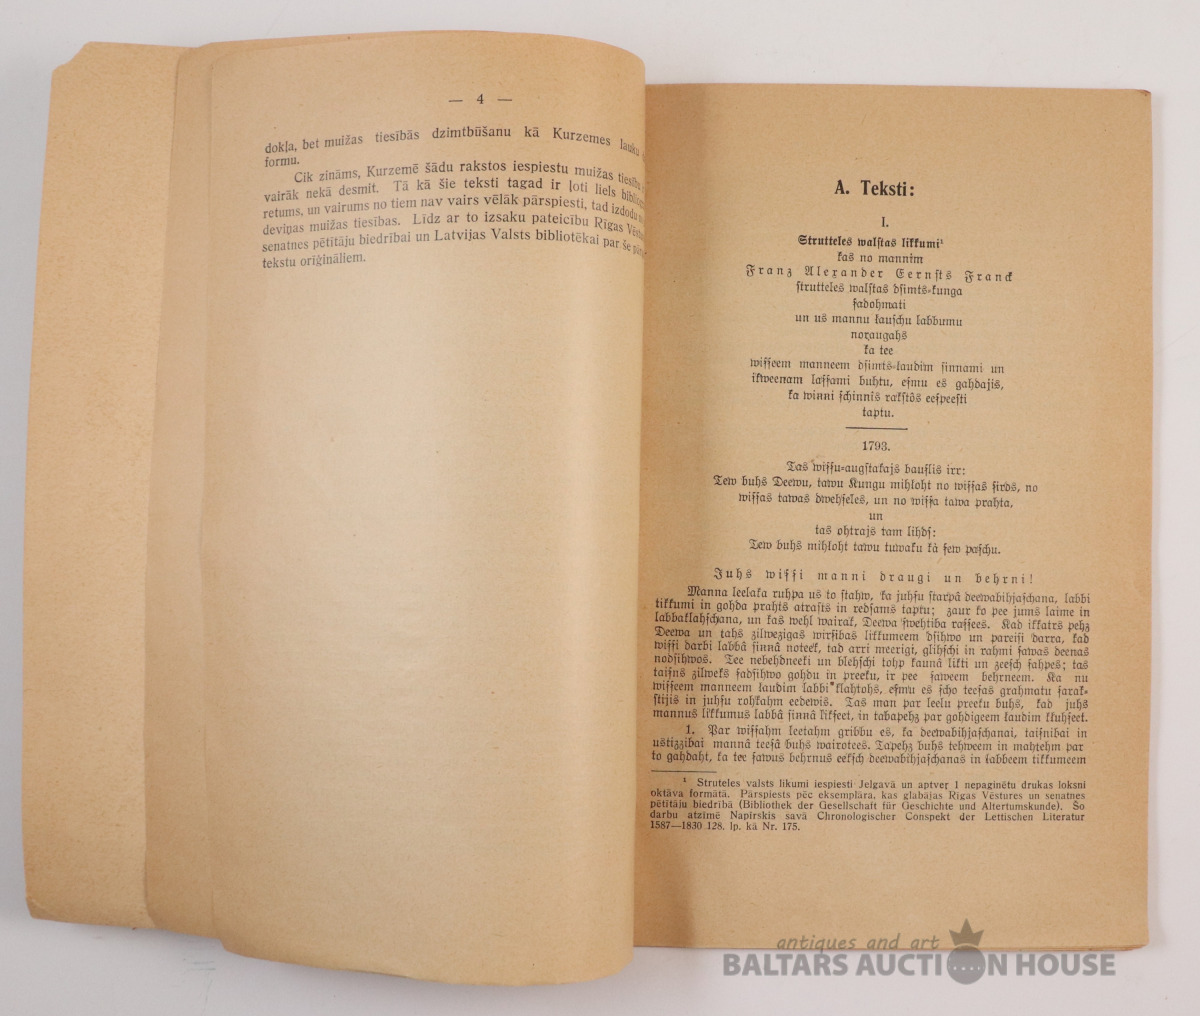 — 4 —
dokļa, bet muižas tiesībās dzimtbūšanu kā Kurzemes lauku
formu.
Cik zināms, Kurzemē šādu rakstos iespiestu muižas tiesību
vairāk nekā desmit. Tā kā šie teksti tagad ir ļoti liels
retums, un vairums no tiem nav vairs vēlāk pārspiesti, tad izdodu
deviņas muižas tiesības. Līdz ar to izsaku pateicību Rīgas
senatnes pētītāju biedrībai un Latvijas Valsts bibliotēkai par še
tekstu oriģināliem.
A. Teksti:
I.
Strutteles walſtas likkumi¹
kas no mannim
Franz Alexander Eernſts Franck
ſtrutteles walſtas dſimts-kunga
ſadohmati
un us mannu łauſchu labbumu
noraugahs
ka tee
wiſſeem manneem dſimts-łaudim ſinnami un
ikweenam laſſami buhtu, eſmu es gahdajis,
ka winni ſchinnîs rakſtôs eeſpeeſti
taptu.
1793.
Tas wiſſu-augſtakajs bauſlis irr:
Tew buhs Deewu, tawu Kungu mihłoht no wiſſas ſirds, no
wiſſas tawas dwehſeles, un no wiſſa tawa prahta,
un
tas ohtrajs tam lihdſ:
Tew buhs mihłoht tawu tuwaku kà ſew paſchu.
Juhs wiſſi manni draugi un behrni!
Manna leelaka ruhpa us to ſtahw, ka juhſu ſtarpâ deewabihjaſchana, labbi
tikkumi in gohda prahts atraſts in redſams taptu; zaur ko pee jums laime in
labbaklahſchana, un kas wehl wairak, Deewa ſwehtiba raſſees. Kad ikkatrs pehz
Deewa un tahs zilwezigas wirſibas likkumeem dſihwo un pareiſi darra, kad
wiſſi darbi labbâ ſinnâ noteek, tad arri meerigi, glihſchi in rahmi ſawas deenas
nodſihwos. Tee nebehdneeki un blehſchi tohp kaunâ likti un zeeſch ſahpes; tas
taiſns zilweks ſadſihwo gohdu in preeku, ir pee ſaweem behrneem. Ka nu
wiſſeem manneem łaudim labbi klahtohs, eſmu es ſcho teeſas grahmatu ſarak-
ſtijis in juhſu rohkahm eedewis. Tas man par leelu preeku buhs, kad juhs
mannus likkumus labbâ ſinnâ likſeet, in tabapehz par gohdigeem łaudim kłuhſeet.
1. Par wiſſahm leetahm gribbu es, ka deewabihjaſchanai, taiſnibai in
uſtizzibai mannâ teeſâ buhs wairotees. Tapehz buhs tehweem in mahtehm par
to gahdaht, ka tee ſawus behrnus eekſch deewabihjaſchanas in labbeem tikkumeem
¹ Struteles valsts likumi iespiesti Jelgavā un aptver 1 nepaginētu drukas loksni
oktāva formātā. Pārspiests pēc eksemplāra, kas glabājas Rīgas Vēstures un senatnes
pētītāju biedrībā (Bibliothek der Gesellschaft für Geschichte und Altertumskunde). Šo
darbu atzīmē Napīrskis savā Chronologischer Conspekt der Lettischen Literatur
1587—1830 128. lp. kā Nr. 175.
antiques and art
BALTARS AUCTION HOUSE